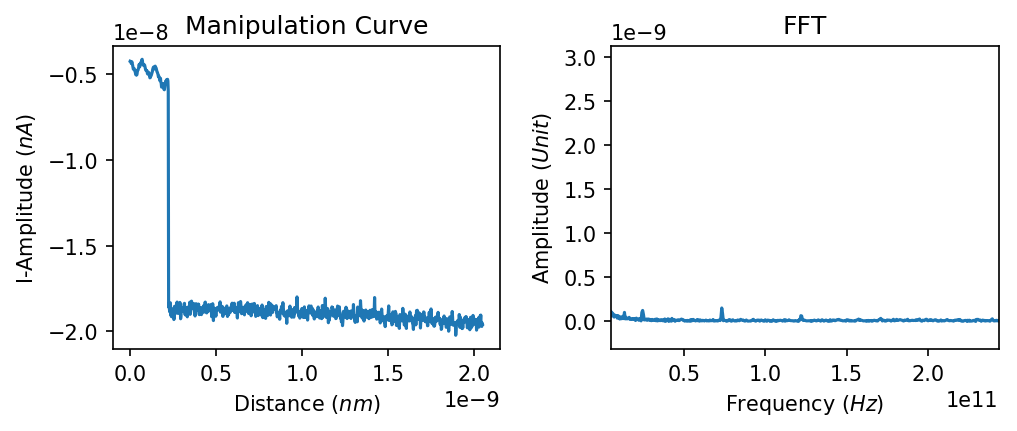 Manipulation Curve
1e−8
−0.5
−1.0
−1.5
−2.0
I-Amplitude (nA)
0.0 0.5 1.0 1.5 2.0
Distance (nm)
1e−9
FFT
1e−9
3.0
2.5
2.0
1.5
1.0
0.5
0.0
Amplitude (Unit)
0.5 1.0 1.5 2.0
Frequency (Hz)
1e11